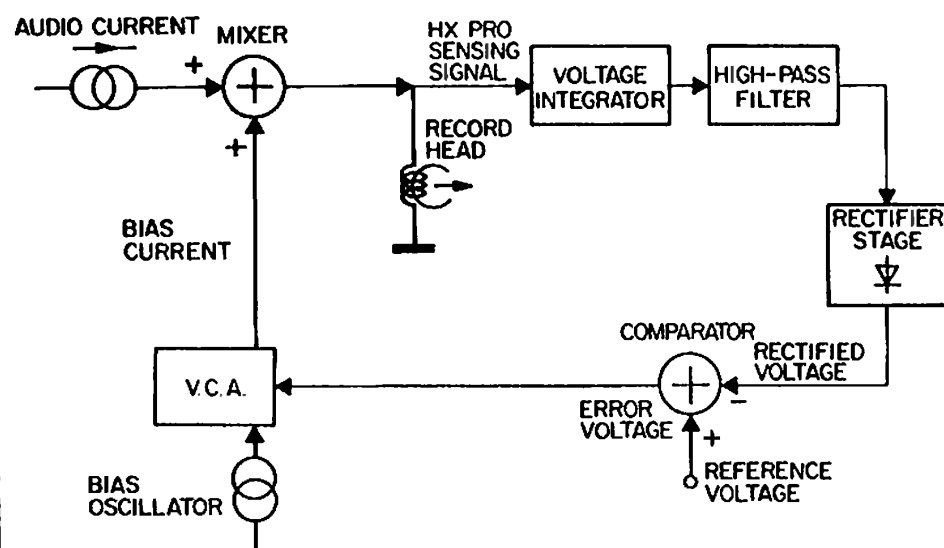 AUDIO CURRENT
MIXER
HX PRO
SENSING
SIGNAL
VOLTAGE
INTEGRATOR
HIGH-PASS
FILTER
+
+
+
RECORD
HEAD
BIAS
CURRENT
RECTIFIER
STAGE
COMPARATOR
RECTIFIED
VOLTAGE
V.C.A.
+
-
ERROR
VOLTAGE
+
REFERENCE
VOLTAGE
BIAS
OSCILLATOR